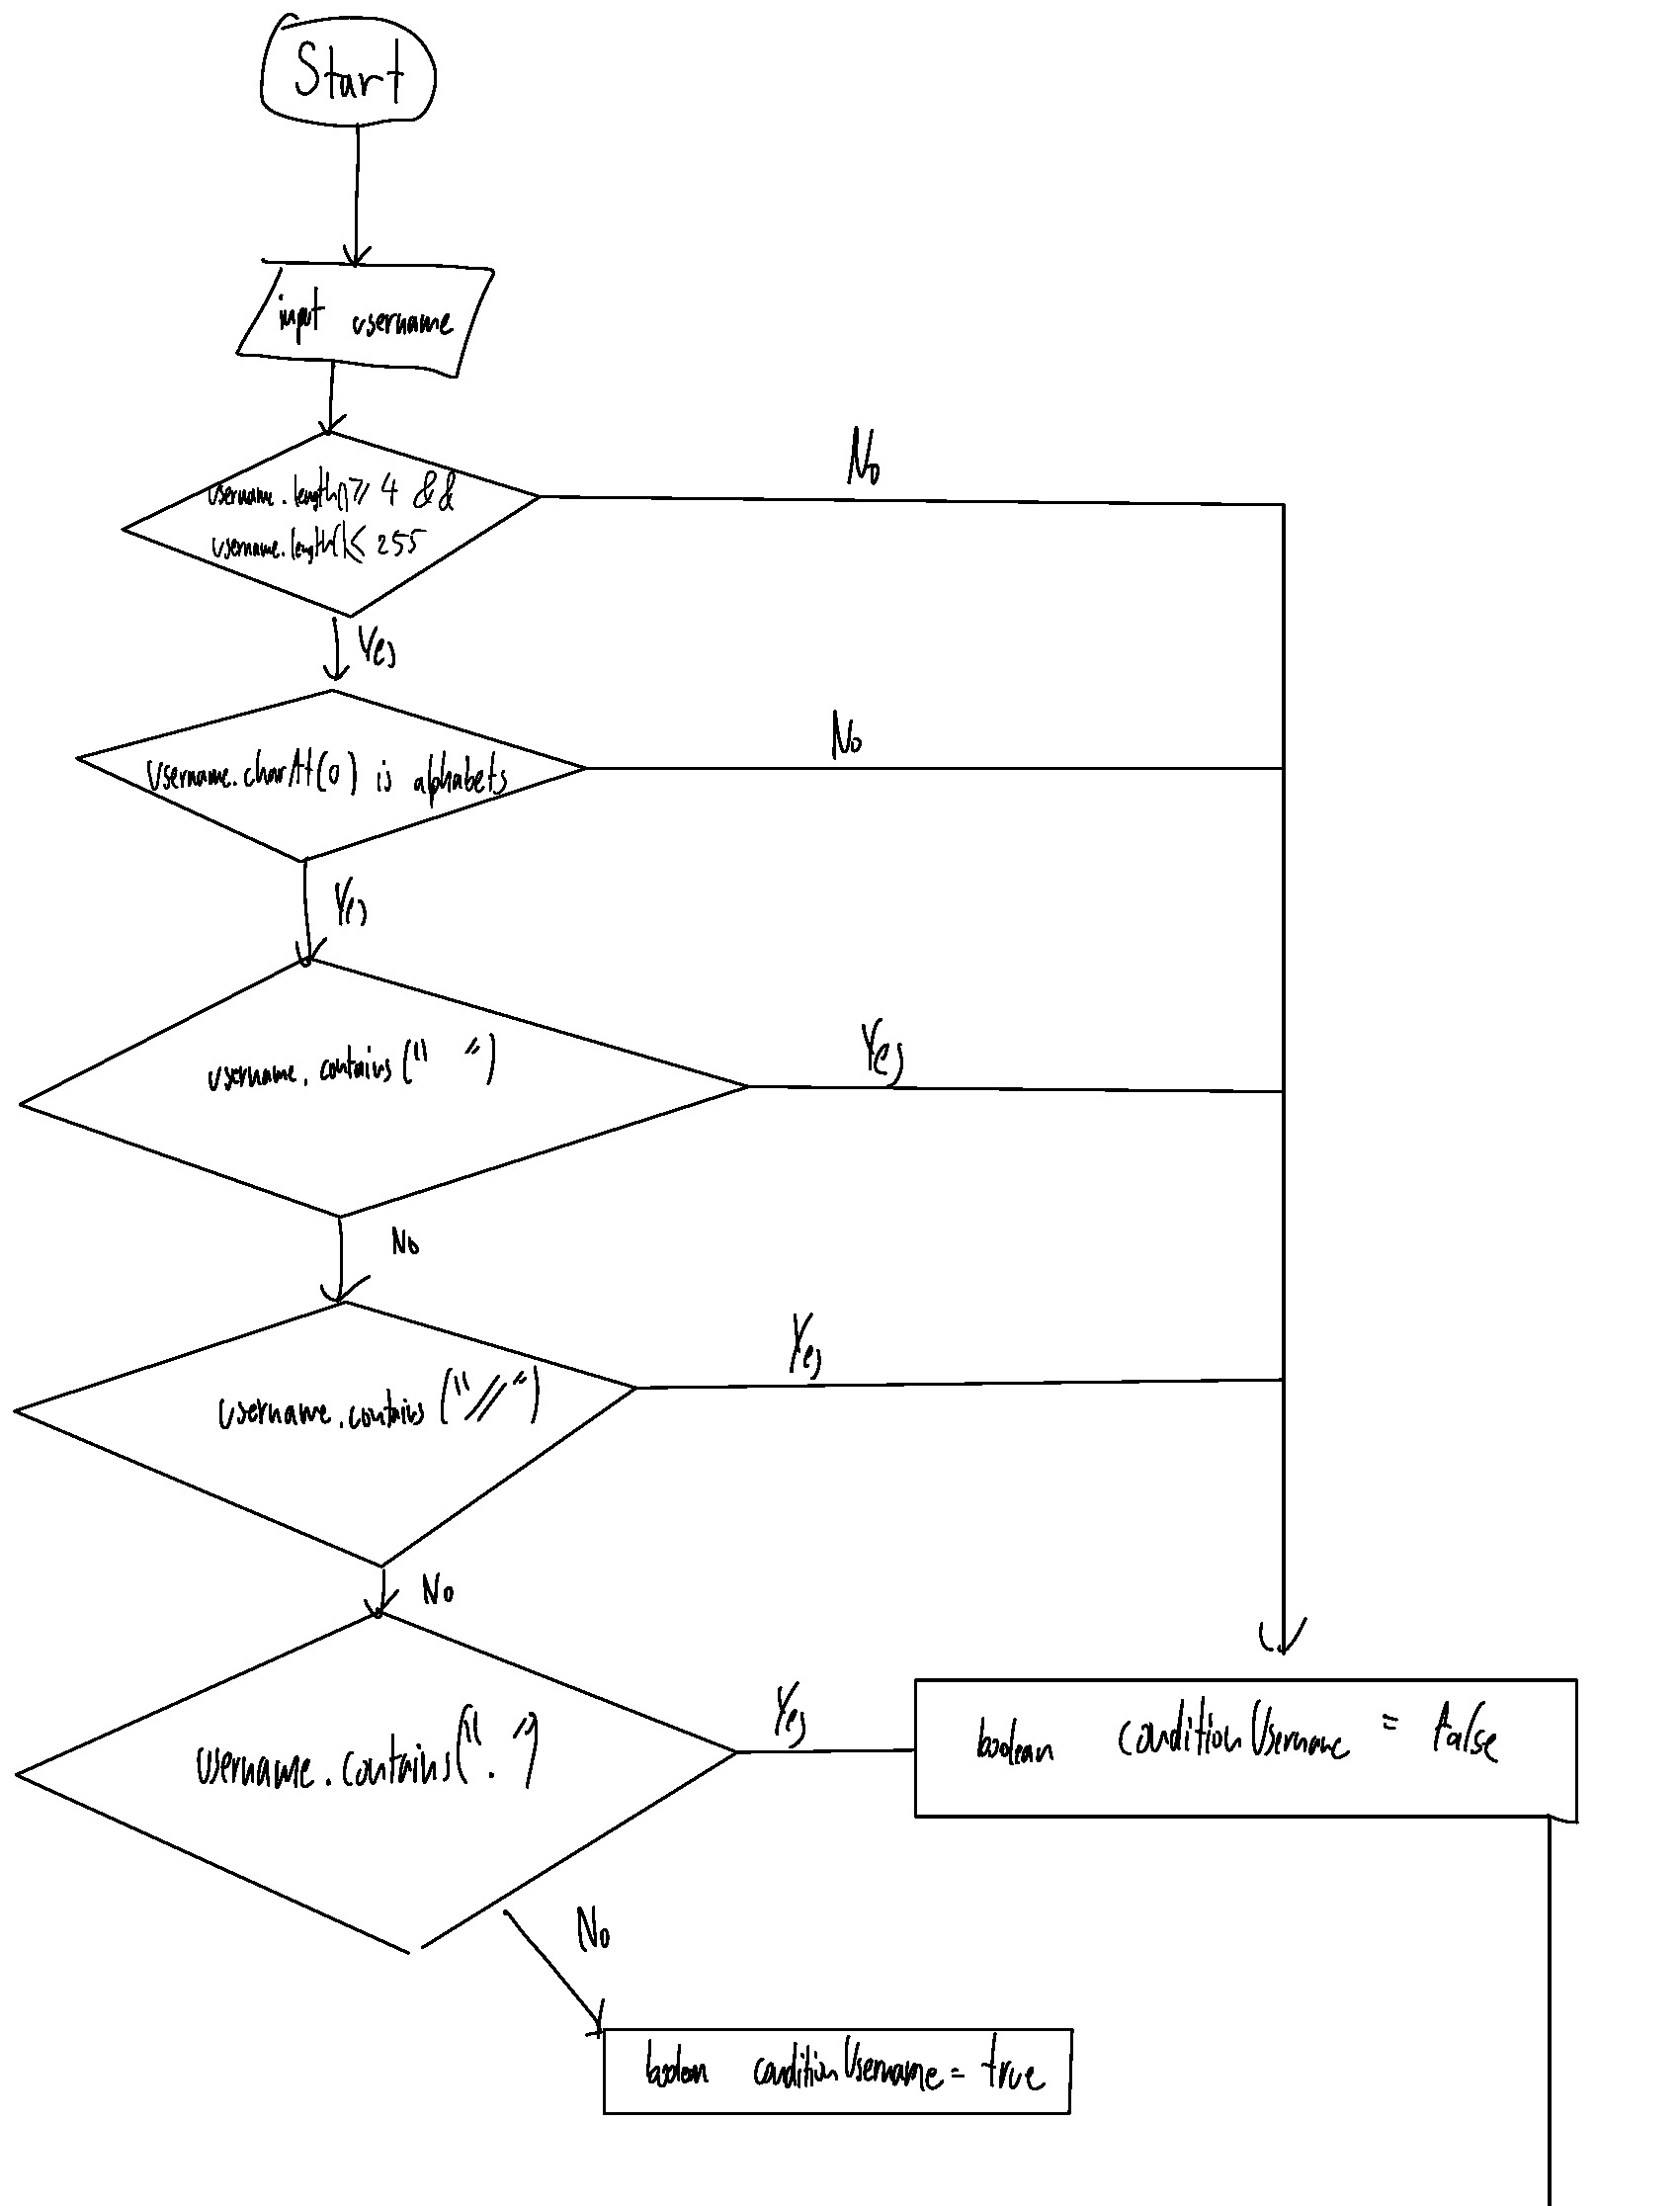 Start
input username
No
username.length()≥ 4 &&
username.length()< 255
Yes
No
username.charAt(0) is alphabets
Yes
Yes
username.contains(" ")
No
Yes
username.contains("//")
No
Yes
boolean conditionUsername = false
username.contains(".")
No
boolean conditionUsername = true